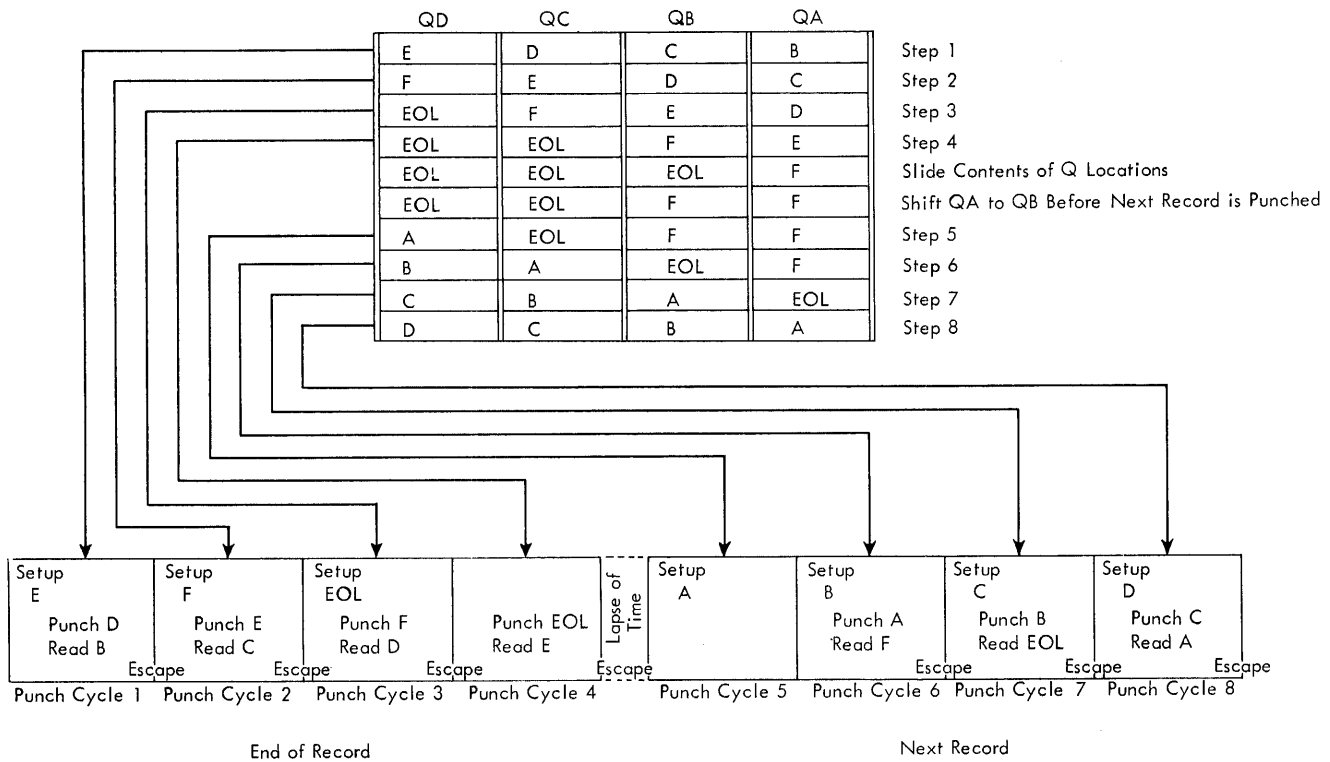 QD QC QB QA
E D C B Step 1
F E D C Step 2
EOL F E D Step 3
EOL EOL F E Step 4
EOL EOL EOL F Slide Contents of Q Locations
EOL EOL F F Shift QA to QB Before Next Record is Punched
A EOL F F Step 5
B A EOL F Step 6
C B A EOL Step 7
D C B A Step 8
Setup
E
Punch D
Read B
Escape
Punch Cycle 1
Setup
F
Punch E
Read C
Escape
Punch Cycle 2
Setup
EOL
Punch F
Read D
Escape
Punch Cycle 3
Punch EOL
Read E
Escape
Punch Cycle 4
Lapse of
Time
Setup
A
Punch Cycle 5
Setup
B
Punch A
Read F
Escape
Punch Cycle 6
Setup
C
Punch B
Read EOL
Escape
Punch Cycle 7
Setup
D
Punch C
Read A
Escape
Punch Cycle 8
End of Record
Next Record